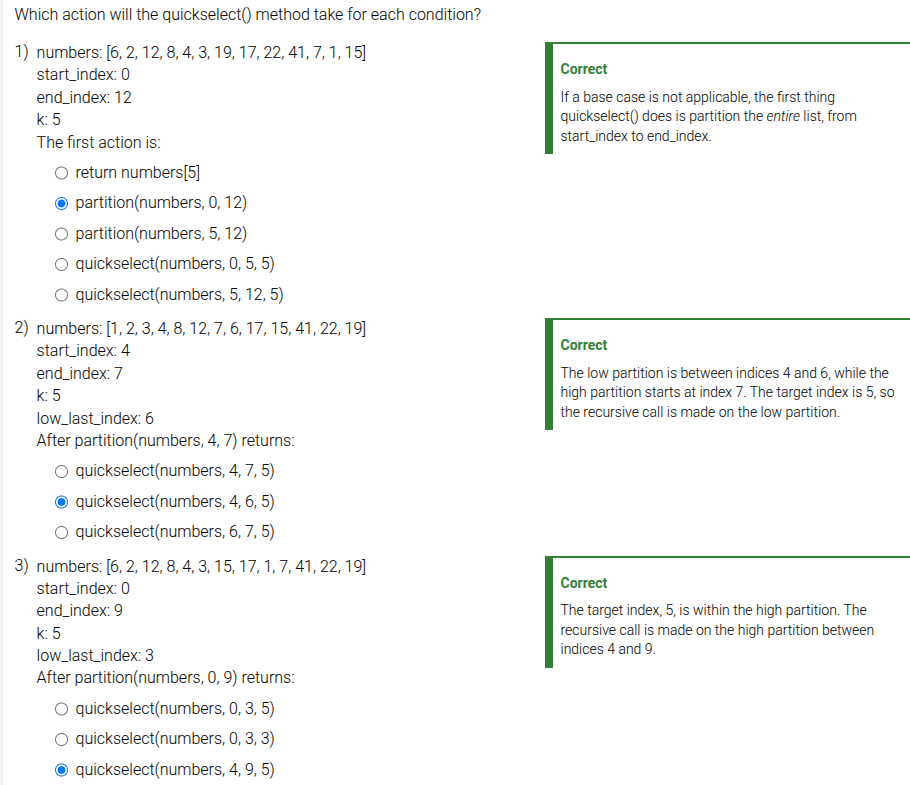 Which action will the quickselect() method take for each condition?
1) numbers: [6, 2, 12, 8, 4, 3, 19, 17, 22, 41, 7, 1, 15]
start_index: 0
end_index: 12
k: 5
The first action is:
return numbers[5]
partition(numbers, 0, 12)
partition(numbers, 5, 12)
quickselect(numbers, 0, 5, 5)
quickselect(numbers, 5, 12, 5)
Correct
If a base case is not applicable, the first thing
quickselect() does is partition the entire list, from
start_index to end_index.
2) numbers: [1, 2, 3, 4, 8, 12, 7, 6, 17, 15, 41, 22, 19]
start_index: 4
end_index: 7
k: 5
low_last_index: 6
After partition(numbers, 4, 7) returns:
quickselect(numbers, 4, 7, 5)
quickselect(numbers, 4, 6, 5)
quickselect(numbers, 6, 7, 5)
Correct
The low partition is between indices 4 and 6, while the
high partition starts at index 7. The target index is 5, so
the recursive call is made on the low partition.
3) numbers: [6, 2, 12, 8, 4, 3, 15, 17, 1, 7, 41, 22, 19]
start_index: 0
end_index: 9
k: 5
low_last_index: 3
After partition(numbers, 0, 9) returns:
quickselect(numbers, 0, 3, 5)
quickselect(numbers, 0, 3, 3)
quickselect(numbers, 4, 9, 5)
Correct
The target index, 5, is within the high partition. The
recursive call is made on the high partition between
indices 4 and 9.